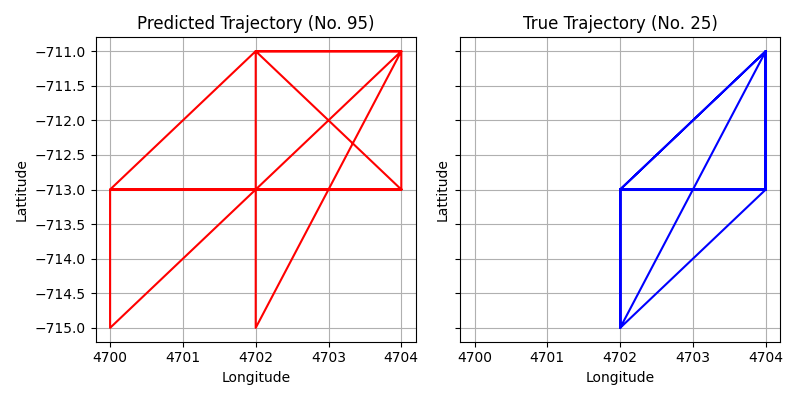 Predicted Trajectory (No. 95)
−711.0
−711.5
−712.0
−712.5
−713.0
−713.5
−714.0
−714.5
−715.0
Lattitude
4700 4701 4702 4703 4704
Longitude
True Trajectory (No. 25)
Lattitude
4700 4701 4702 4703 4704
Longitude